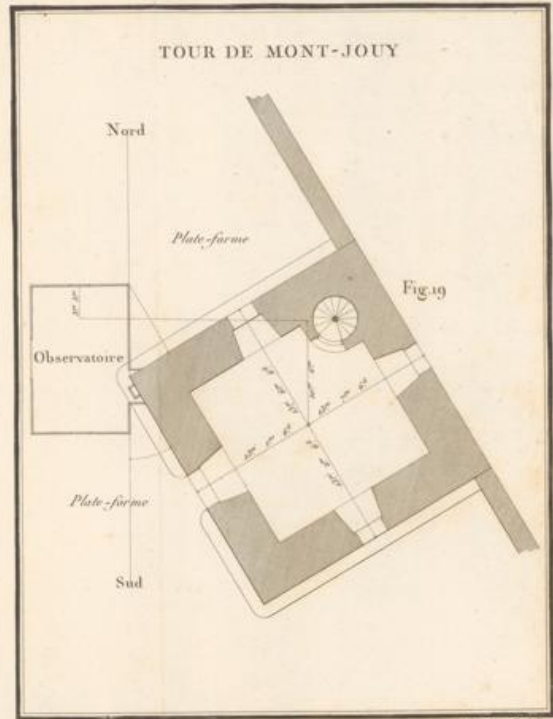 TOUR DE MONT-JOUY
Nord
Plate-forme
Fig.19
Observatoire
Plate-forme
Sud